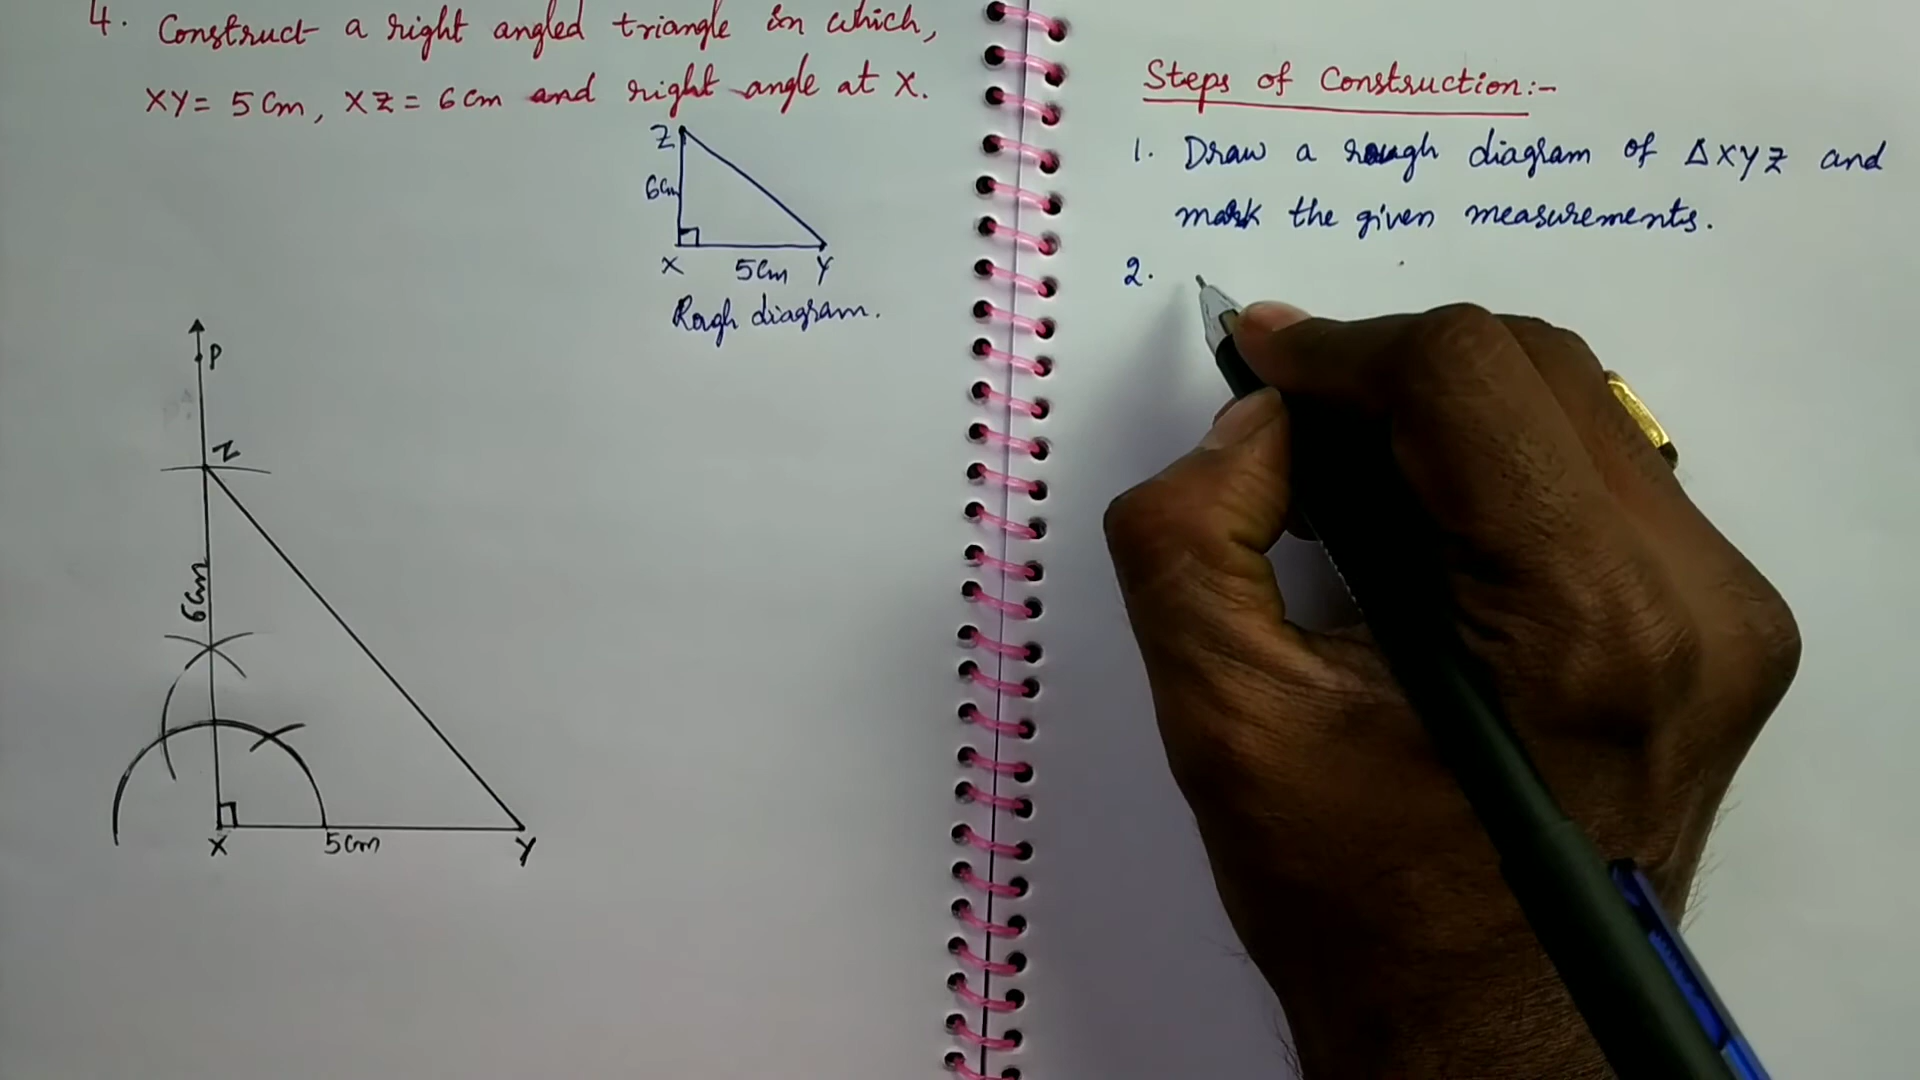 4. Construct a right angled triangle in which,
XY = 5 cm, XZ = 6 cm and right angle at X.
Z
6cm
X 5cm Y
Rough diagram.
P
Z
6cm
X 5cm Y
Steps of Construction:-
1. Draw a rough diagram of ΔXYZ and
mark the given measurements.
2.